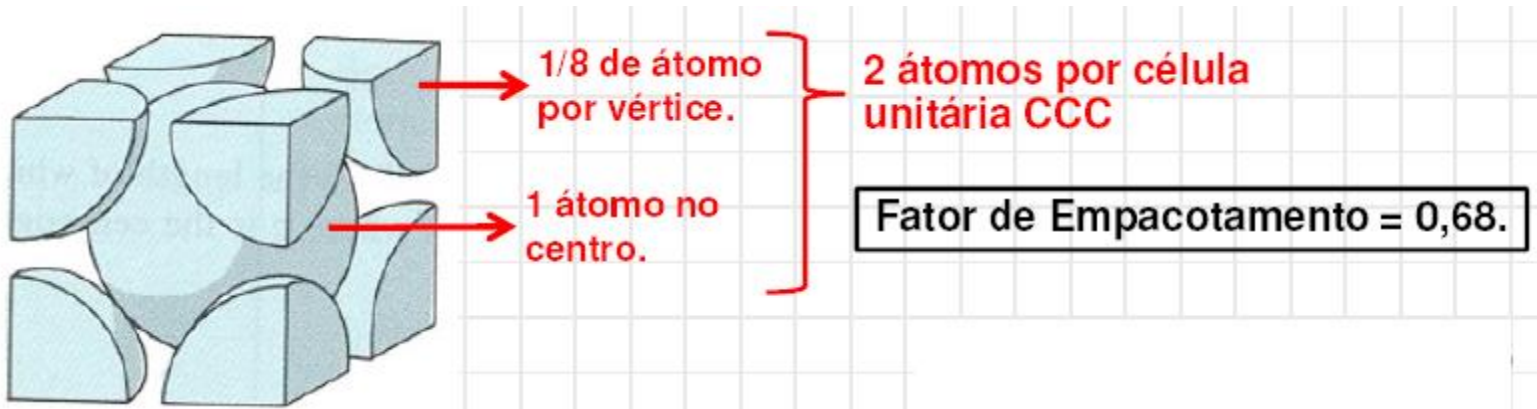 1/8 de átomo
por vértice.
1 átomo no
centro.
2 átomos por célula
unitária CCC
Fator de Empacotamento = 0,68.